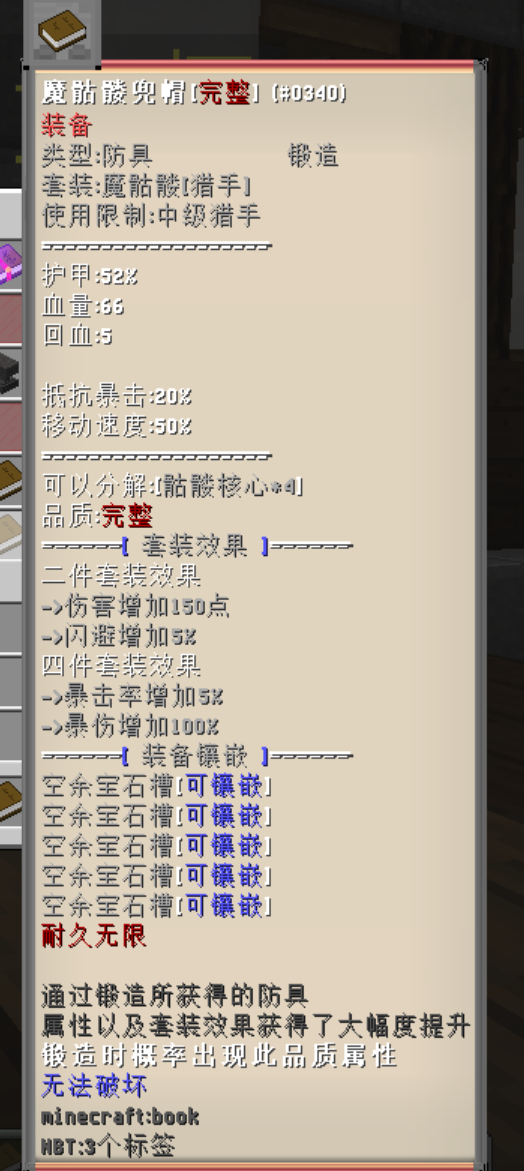 魔骷髅兜帽[完整] (#0340)
装备
类型:防具 锻造
套装:魔骷髅[猎手]
使用限制:中级猎手
--------------------
护甲:52%
血量:66
回血:5
抵抗暴击:20%
移动速度:50%
--------------------
可以分解:[骷髅核心*4]
品质:完整
-------[ 套装效果 ]-------
二件套装效果
->伤害增加150点
->闪避增加5%
四件套装效果
->暴击率增加5%
->暴伤增加100%
-------[ 装备镶嵌 ]-------
空余宝石槽[可镶嵌]
空余宝石槽[可镶嵌]
空余宝石槽[可镶嵌]
空余宝石槽[可镶嵌]
空余宝石槽[可镶嵌]
耐久无限
通过锻造所获得的防具
属性以及套装效果获得了大幅度提升
锻造时概率出现此品质属性
无法破坏
minecraft:book
NBT:3个标签